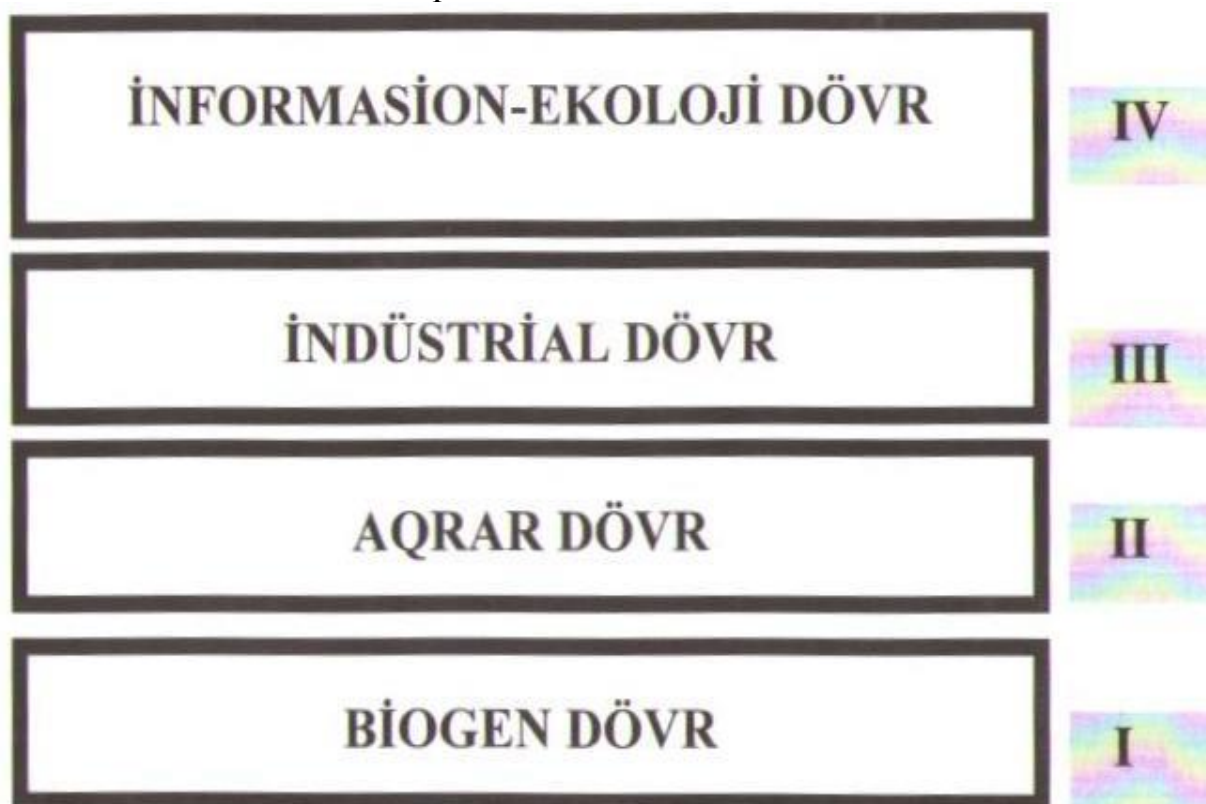 İNFORMASİON-EKOLOJİ DÖVR
IV
İNDÜSTRİAL DÖVR
III
AQRAR DÖVR
II
BİOGEN DÖVR
I